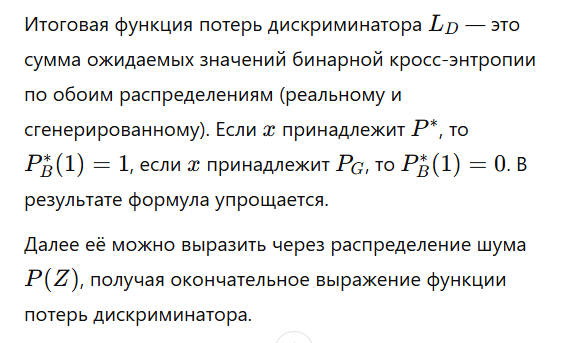 Итоговая функция потерь дискриминатора L_D — это
сумма ожидаемых значений бинарной кросс-энтропии
по обоим распределениям (реальному и
сгенерированному). Если x принадлежит P*, то
P*_B(1) = 1, если x принадлежит P_G, то P*_B(1) = 0. В
результате формула упрощается.
Далее её можно выразить через распределение шума
P(Z), получая окончательное выражение функции
потерь дискриминатора.